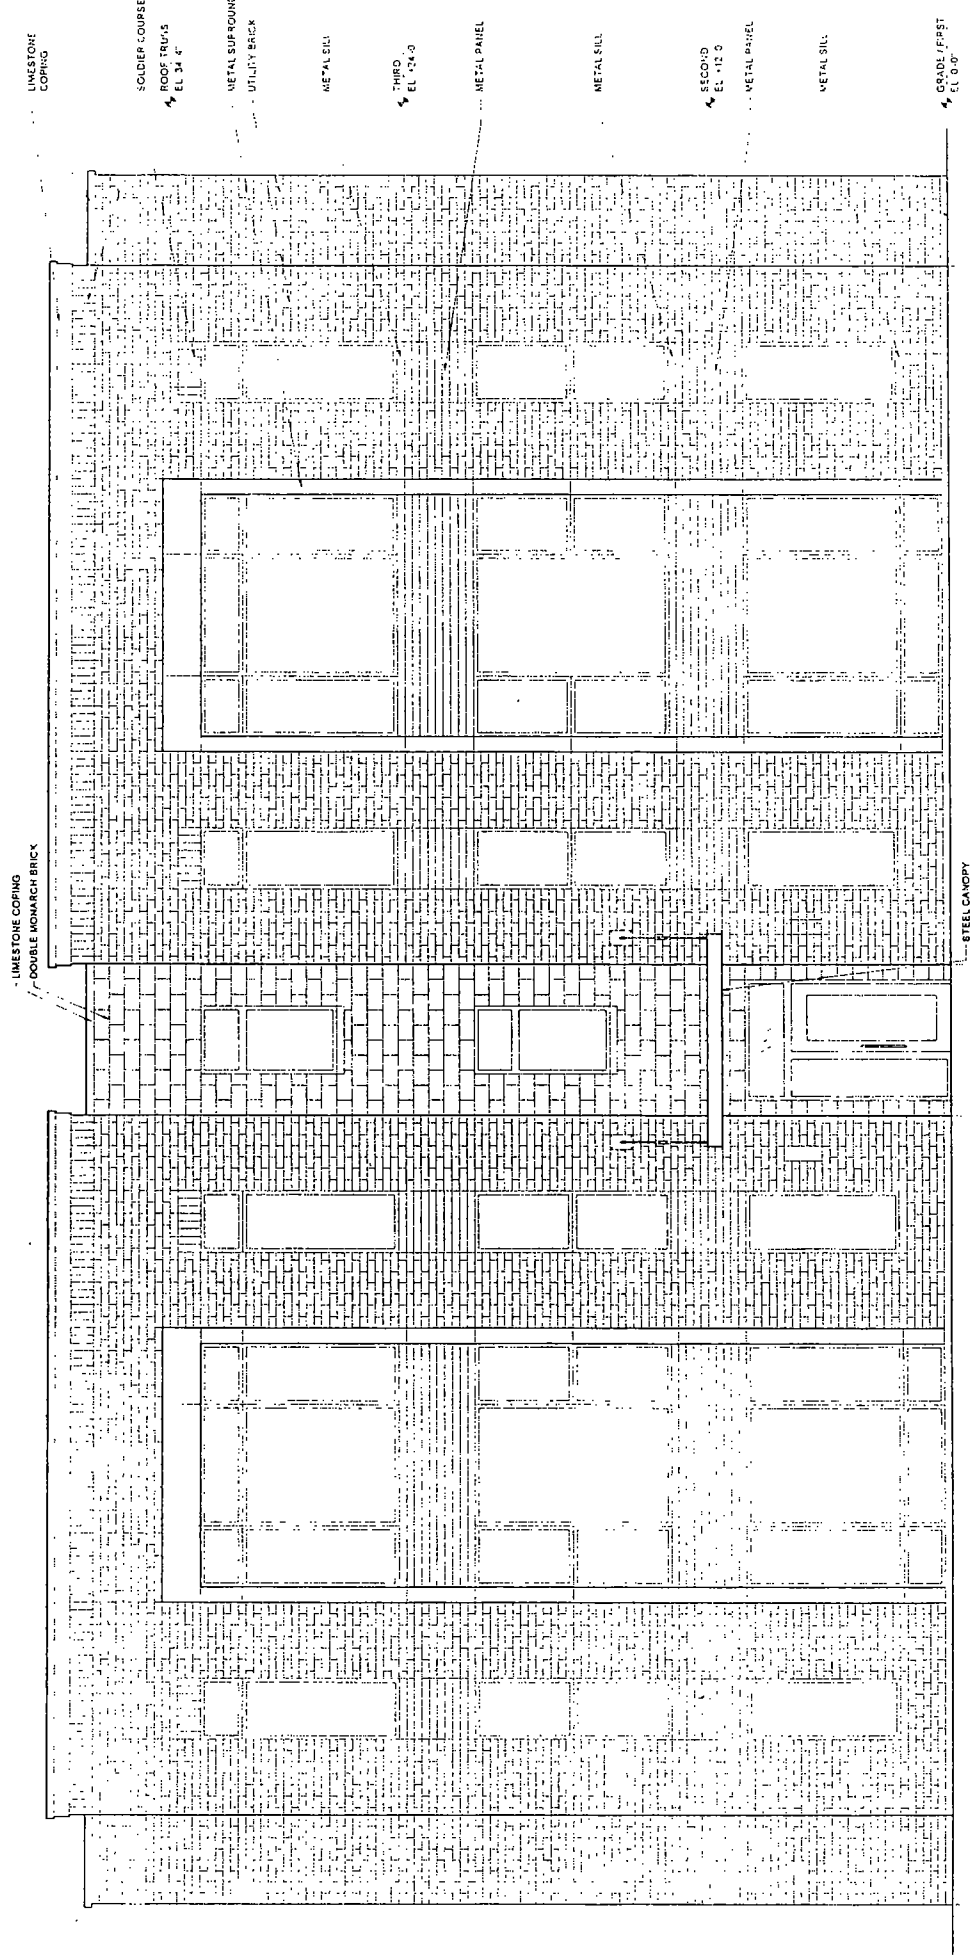 LIMESTONE COPING
DOUBLE MONARCH BRICK
LIMESTONE
COPING
SOLDIER COURSE
ROOF TRUSS
METAL SURROUND
UTILITY BRICK
METAL SILL
THIRD
METAL PANEL
METAL SILL
SECOND
METAL PANEL
METAL SILL
GRADE / FIRST
EL 0'-0"
STEEL CANOPY